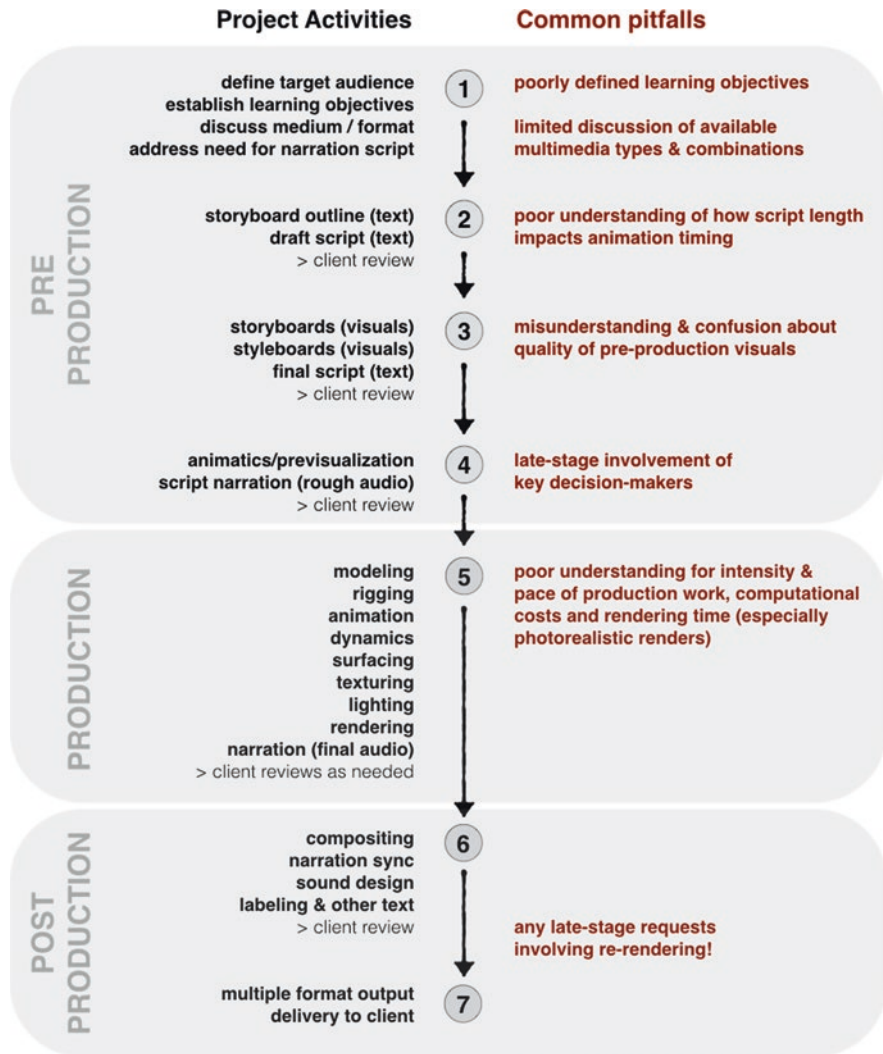 Project Activities
Common pitfalls
PRE
PRODUCTION
define target audience
establish learning objectives
discuss medium / format
address need for narration script
1
poorly defined learning objectives
limited discussion of available
multimedia types & combinations
storyboard outline (text)
draft script (text)
> client review
2
poor understanding of how script length
impacts animation timing
storyboards (visuals)
styleboards (visuals)
final script (text)
> client review
3
misunderstanding & confusion about
quality of pre-production visuals
animatics/previsualization
script narration (rough audio)
> client review
4
late-stage involvement of
key decision-makers
PRODUCTION
modeling
rigging
animation
dynamics
surfacing
texturing
lighting
rendering
narration (final audio)
> client reviews as needed
5
poor understanding for intensity &
pace of production work, computational
costs and rendering time (especially
photorealistic renders)
POST
PRODUCTION
compositing
narration sync
sound design
labeling & other text
> client review
6
any late-stage requests
involving re-rendering!
multiple format output
delivery to client
7